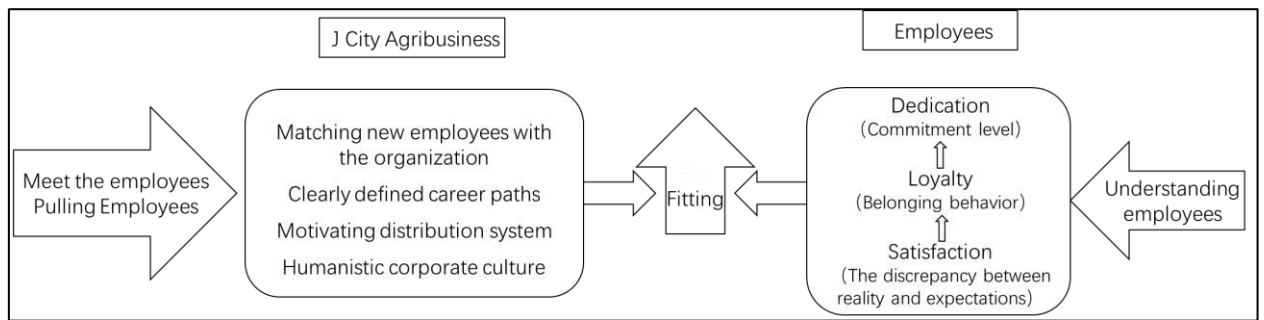 J City Agribusiness
Employees
Meet the employees
Pulling Employees
Matching new employees with
the organization
Clearly defined career paths
Motivating distribution system
Humanistic corporate culture
Fitting
Dedication
(Commitment level)
Loyalty
(Belonging behavior)
Satisfaction
(The discrepancy between
reality and expectations)
Understanding
employees